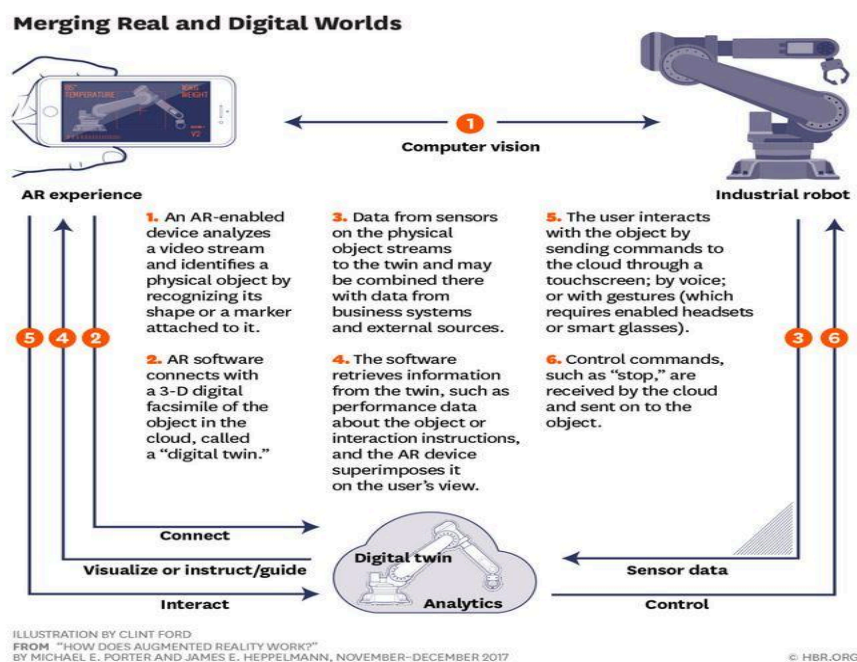 Merging Real and Digital Worlds
TEMPERATURE
WEIGHT
1
Computer vision
AR experience
Industrial robot
1. An AR-enabled
device analyzes
a video stream
and identifies a
physical object by
recognizing its
shape or a marker
attached to it.
2. AR software
connects with
a 3-D digital
facsimile of the
object in the
cloud, called
a “digital twin.”
3. Data from sensors
on the physical
object streams
to the twin and may
be combined there
with data from
business systems
and external sources.
4. The software
retrieves information
from the twin, such as
performance data
about the object or
interaction instructions,
and the AR device
superimposes it
on the user’s view.
5. The user interacts
with the object by
sending commands to
the cloud through a
touchscreen; by voice;
or with gestures (which
requires enabled headsets
or smart glasses).
6. Control commands,
such as “stop,” are
received by the cloud
and sent on to the
object.
5 4 2
3 6
Connect
Visualize or instruct/guide
Interact
Digital twin
Analytics
Sensor data
Control
ILLUSTRATION BY CLINT FORD
FROM “HOW DOES AUGMENTED REALITY WORK?”
BY MICHAEL E. PORTER AND JAMES E. HEPPELMANN, NOVEMBER–DECEMBER 2017
© HBR.ORG